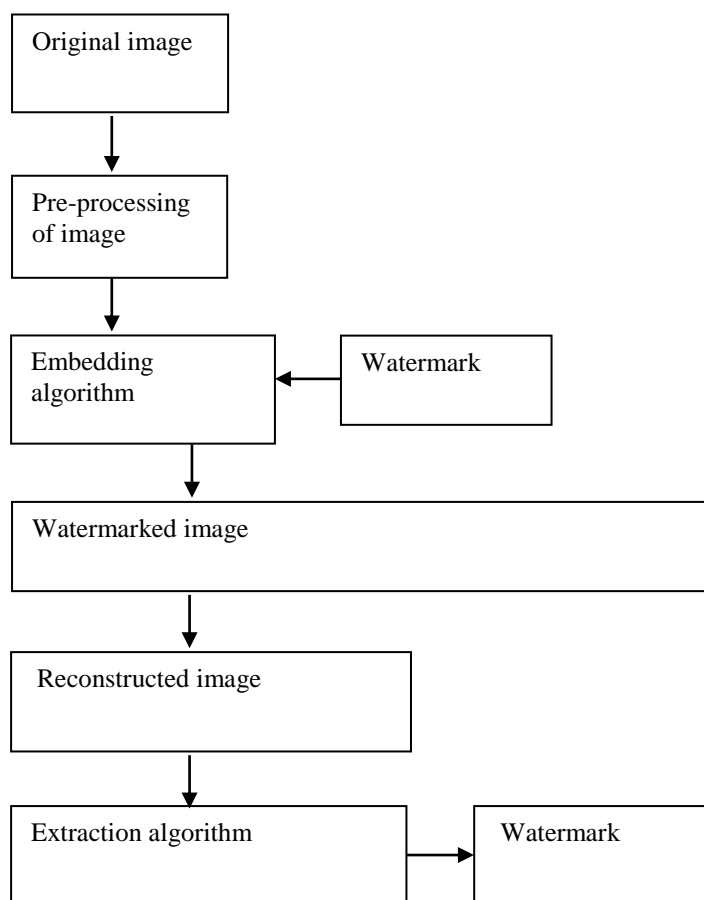 Original image
Pre-processing
of image
Embedding
algorithm
Watermark
Watermarked image
Reconstructed image
Extraction algorithm
Watermark